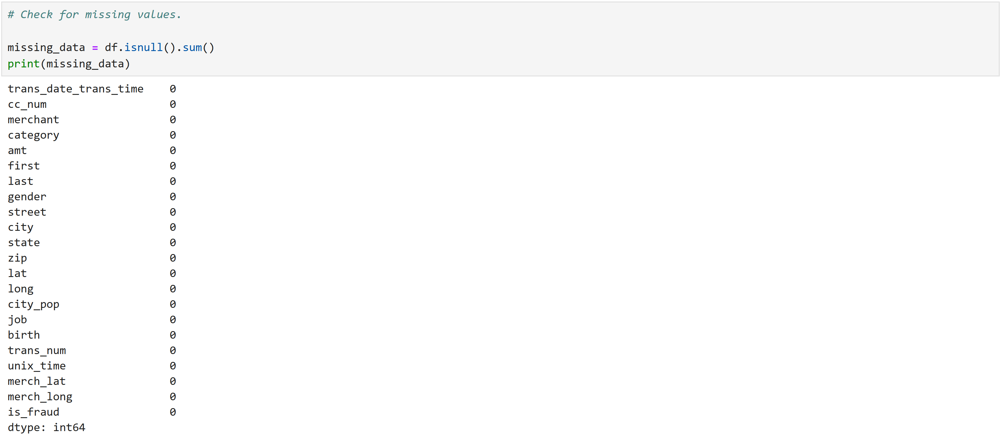 # Check for missing values.
missing_data = df.isnull().sum()
print(missing_data)
trans_date_trans_time    0
cc_num                   0
merchant                 0
category                 0
amt                      0
first                    0
last                     0
gender                   0
street                   0
city                     0
state                    0
zip                      0
lat                      0
long                     0
city_pop                 0
job                      0
birth                    0
trans_num                0
unix_time                0
merch_lat                0
merch_long               0
is_fraud                 0
dtype: int64